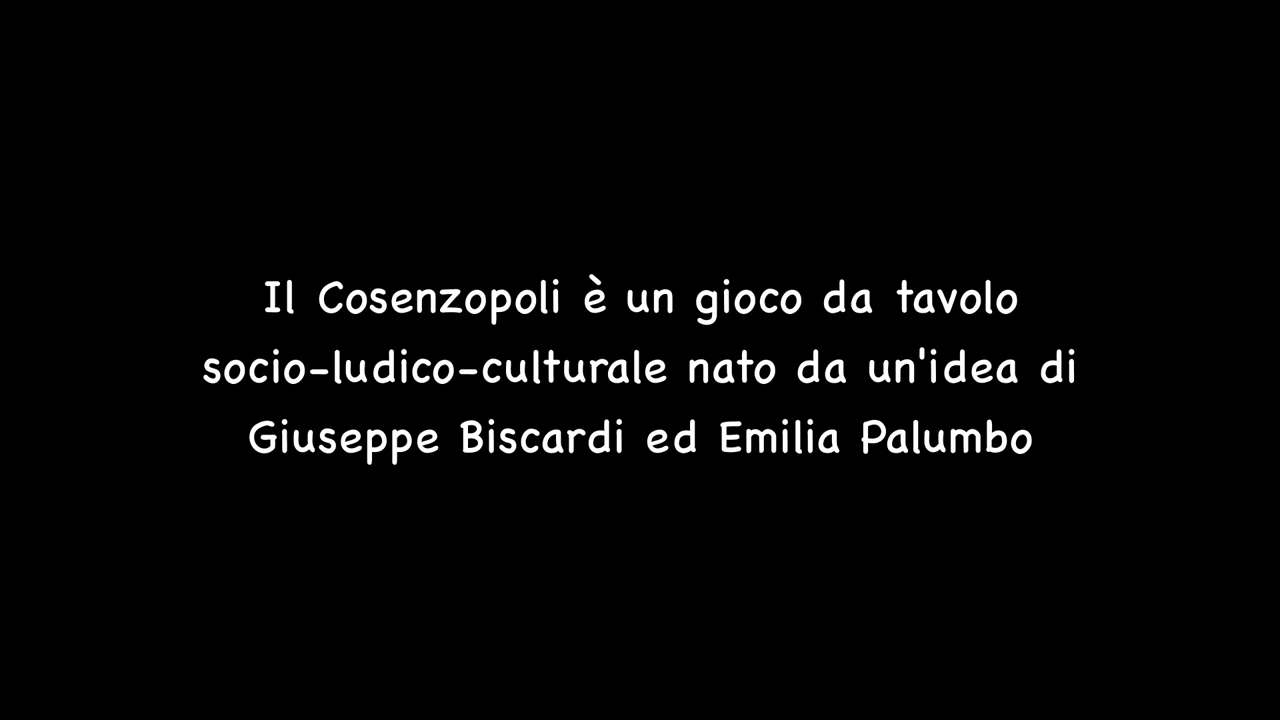 Il Cosenzopoli è un gioco da tavolo
socio-ludico-culturale nato da un'idea di
Giuseppe Biscardi ed Emilia Palumbo